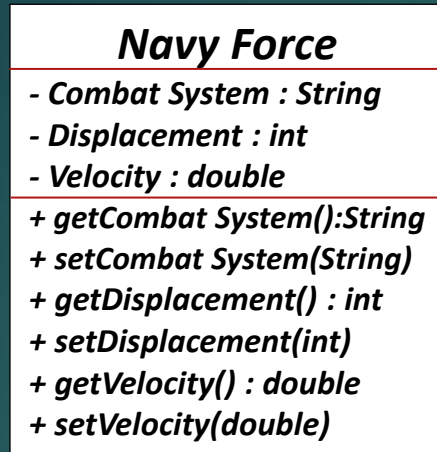 Navy Force
- Combat System : String
- Displacement : int
- Velocity : double
+ getCombat System():String
+ setCombat System(String)
+ getDisplacement() : int
+ setDisplacement(int)
+ getVelocity() : double
+ setVelocity(double)